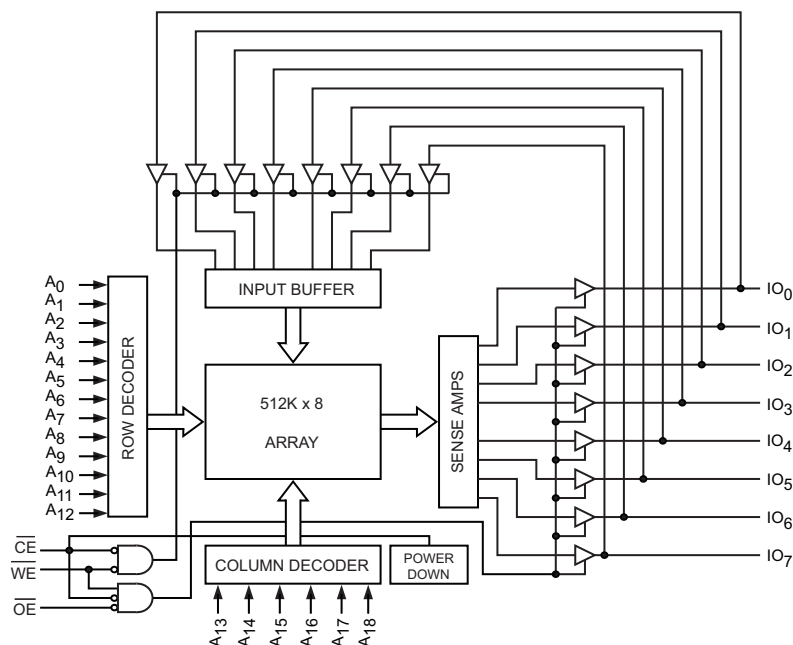 INPUT BUFFER
A0
A1
A2
A3
A4
A5
A6
A7
A8
A9
A10
A11
A12
ROW DECODER
512K x 8
ARRAY
SENSE AMPS
IO0
IO1
IO2
IO3
IO4
IO5
IO6
IO7
CE
WE
OE
COLUMN DECODER
POWER
DOWN
A13
A14
A15
A16
A17
A18